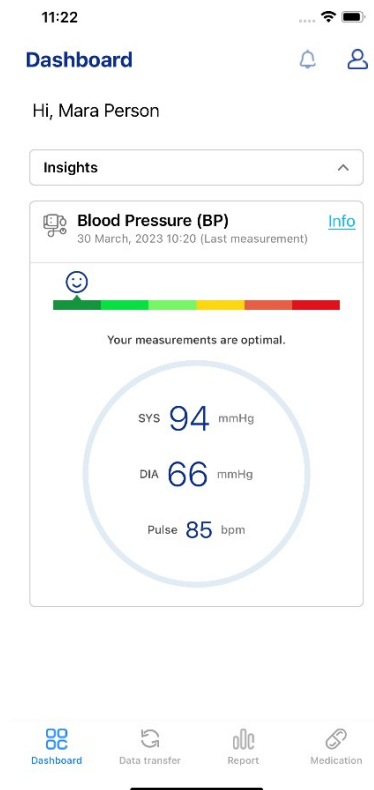 11:22
Dashboard
Hi, Mara Person
Insights
Blood Pressure (BP)
Info
30 March, 2023 10:20 (Last measurement)
Your measurements are optimal.
SYS 94 mmHg
DIA 66 mmHg
Pulse 85 bpm
Dashboard Data transfer Report Medication